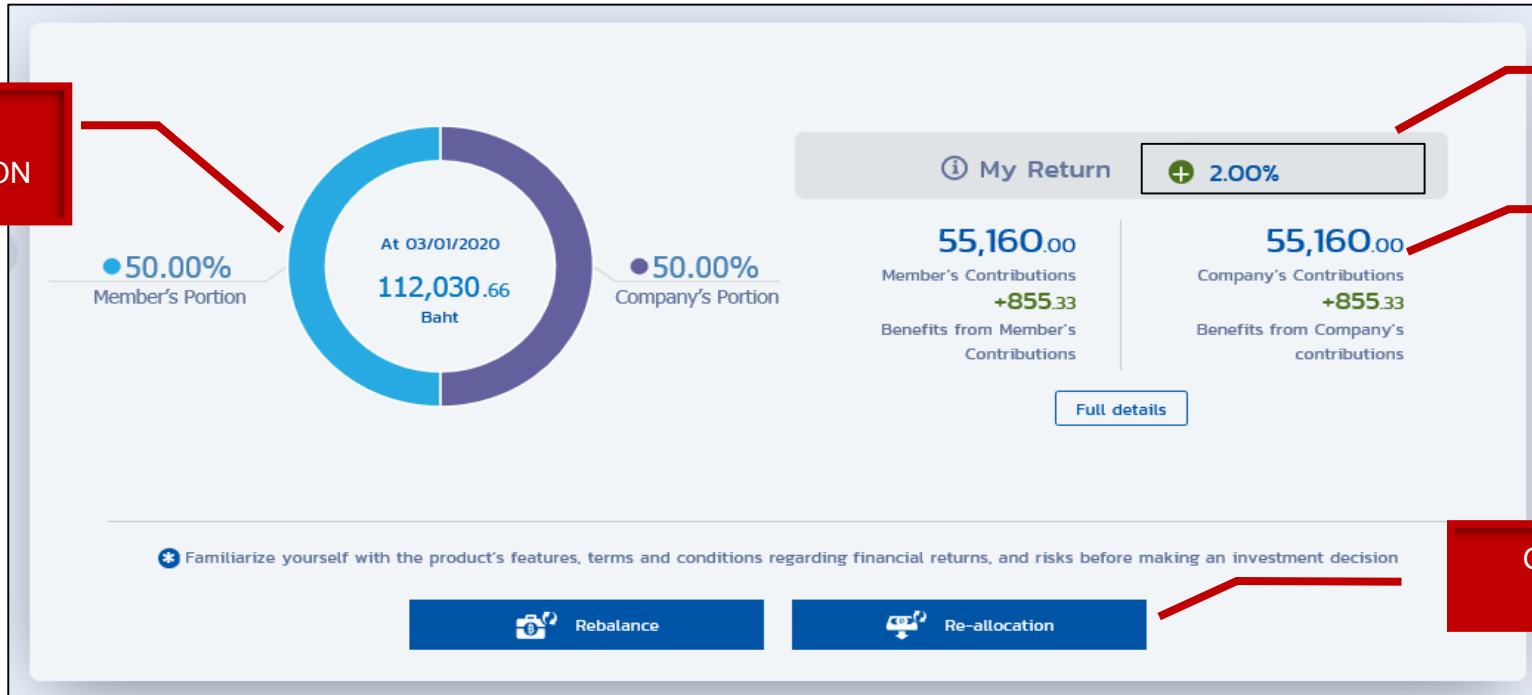 ON
My Return
2.00%
At 03/01/2020
112,030.66
Baht
50.00%
Member's Portion
50.00%
Company's Portion
55,160.00
Member's Contributions
+855.33
Benefits from Member's
Contributions
55,160.00
Company's Contributions
+855.33
Benefits from Company's
contributions
Full details
Familiarize yourself with the product's features, terms and conditions regarding financial returns, and risks before making an investment decision
Rebalance
Re-allocation